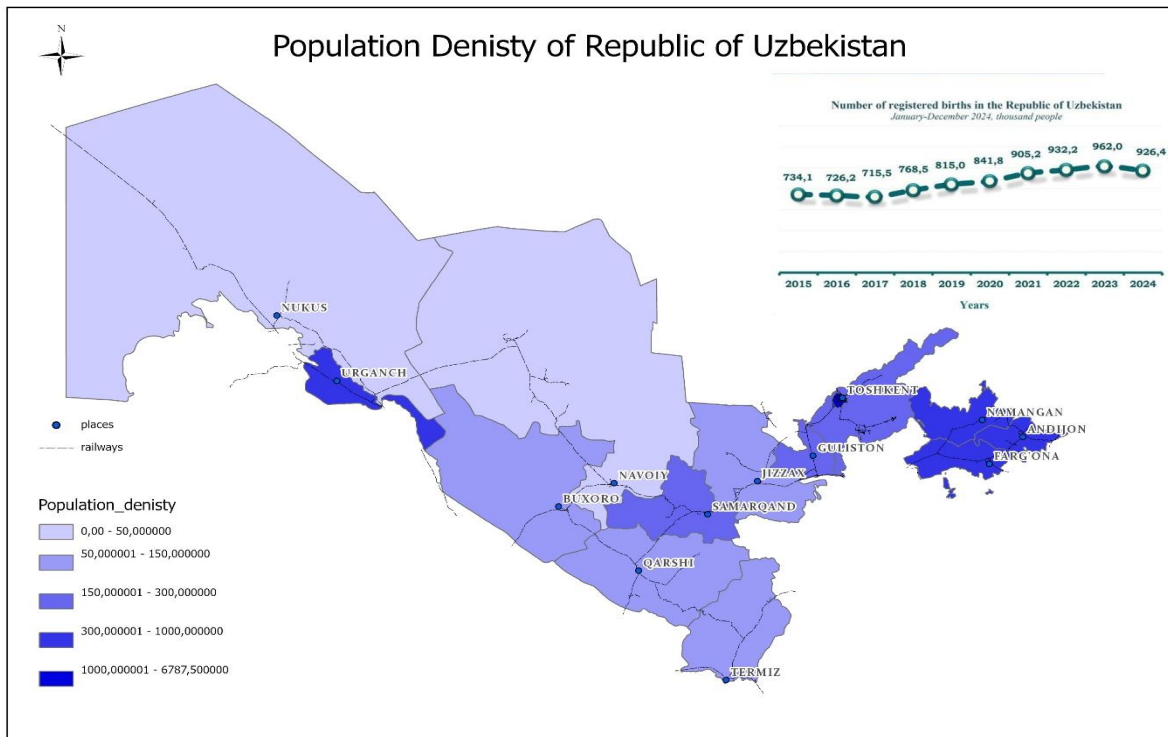 N
Population Denisty of Republic of Uzbekistan
Number of registered births in the Republic of Uzbekistan
January-December 2024, thousand people
734,1 726,2 715,5 768,5 815,0 841,8 905,2 932,2 962,0 926,4
2015 2016 2017 2018 2019 2020 2021 2022 2023 2024
Years
NUKUS
URGANCH
TOSHKENT
NAMANGAN
ANDIJON
FARG'ONA
GULISTON
JIZZAX
NAVOIY
BUXORO
SAMARQAND
QARSHI
TERMIZ
places
railways
Population_denisty
0,00 - 50,000000
50,000001 - 150,000000
150,000001 - 300,000000
300,000001 - 1000,000000
1000,000001 - 6787,500000